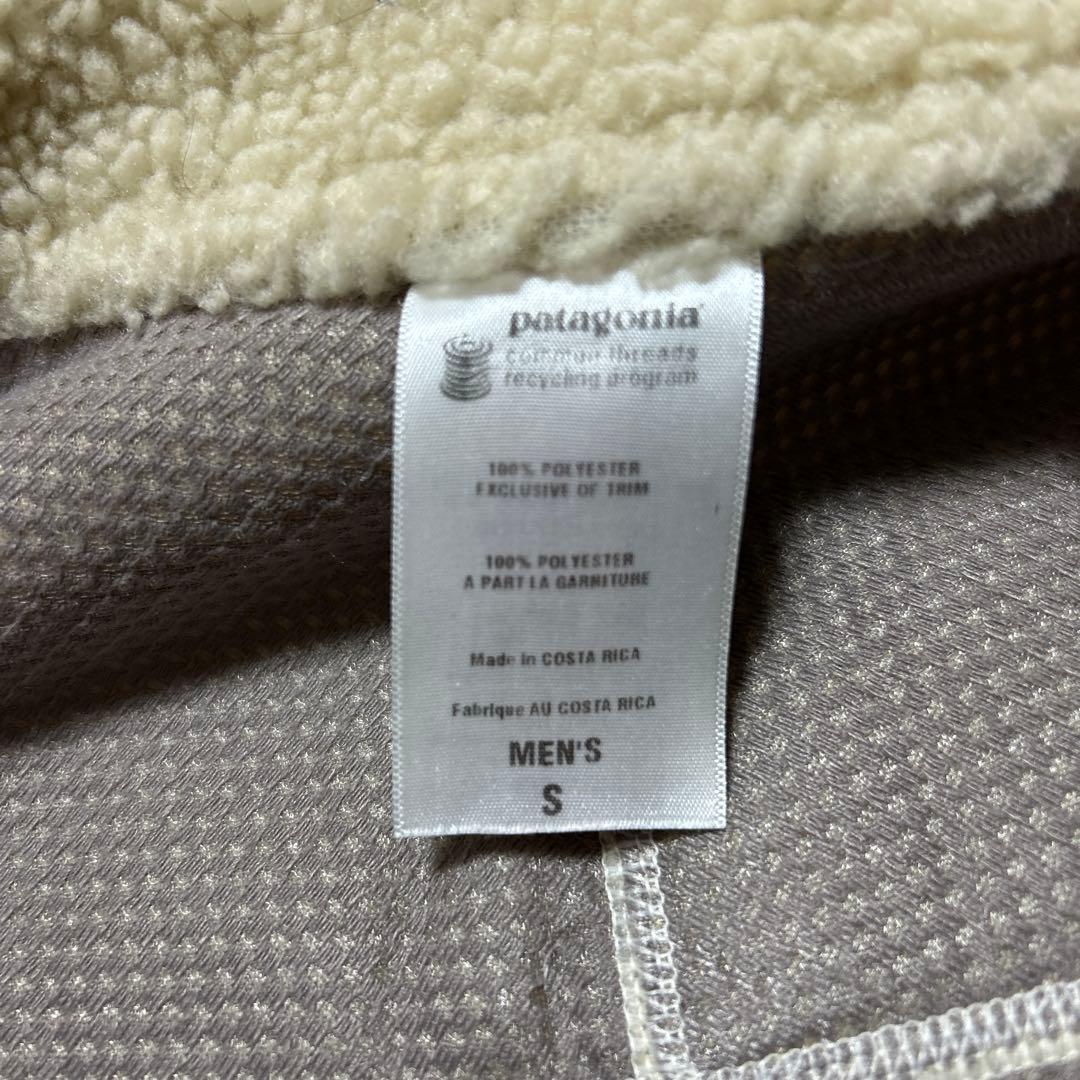 patagonia
common threads
recycling program
100% POLYESTER
EXCLUSIVE OF TRIM
100% POLYESTER
A PART LA GARNITURE
Made in COSTA RICA
Fabrique AU COSTA RICA
MEN'S
S